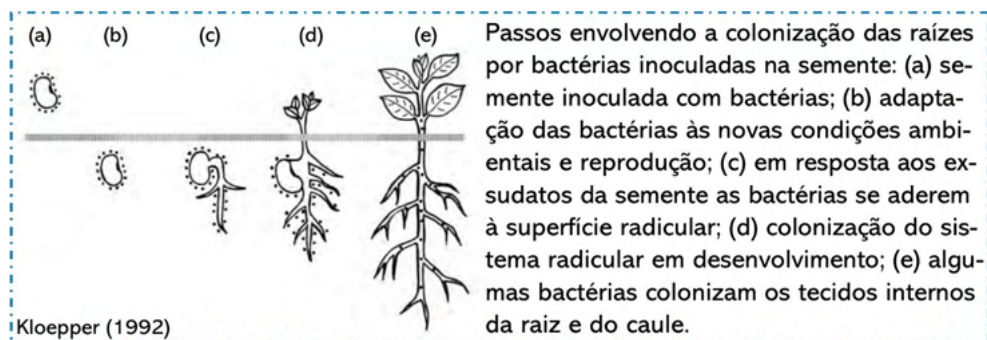 (a) (b) (c) (d) (e)
Passos envolvendo a colonização das raízes
por bactérias inoculadas na semente: (a) se-
mente inoculada com bactérias; (b) adapta-
ção das bactérias às novas condições ambi-
entais e reprodução; (c) em resposta aos ex-
sudatos da semente as bactérias se aderem
à superfície radicular; (d) colonização do sis-
tema radicular em desenvolvimento; (e) algu-
mas bactérias colonizam os tecidos internos
da raiz e do caule.
Kloepper (1992)